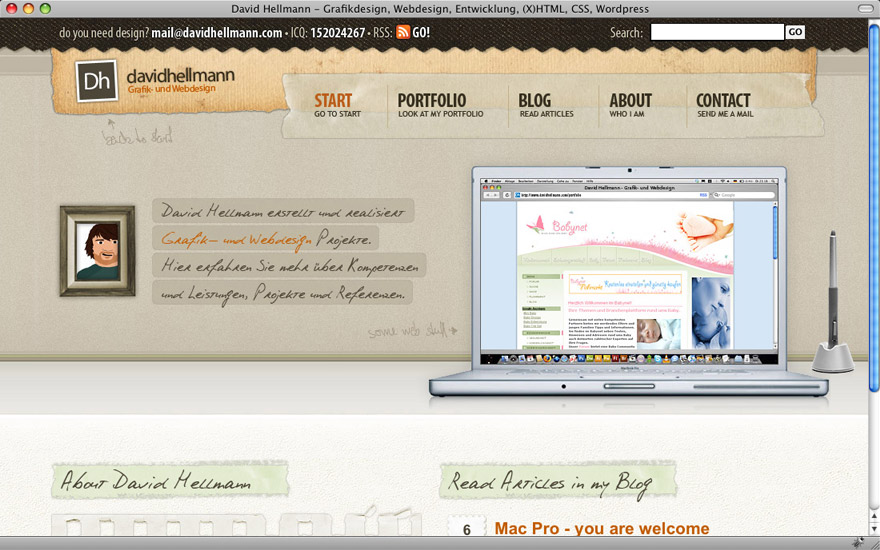 David Hellmann – Grafikdesign, Webdesign, Entwicklung, (X)HTML, CSS, Wordpress
do you need design? mail@davidhellmann.com • ICQ: 152024267 • RSS: GO!
Search: GO
Dh davidhellmann
Grafik- und Webdesign
START PORTFOLIO BLOG ABOUT CONTACT
GO TO START LOOK AT MY PORTFOLIO READ ARTICLES WHO I AM SEND ME A MAIL
back to start
David Hellmann - Grafik- und Webdesign
Babynet
David Hellmann erstellt und realisiert
Grafik- und Webdesign Projekte.
Hier erfahren Sie mehr über Kompetenzen
und Leistungen, Projekte und Referenzen.
Herzlich Willkommen bei Babynet!
some web stuff
About David Hellmann
Read Articles in my Blog
6 Mac Pro - you are welcome